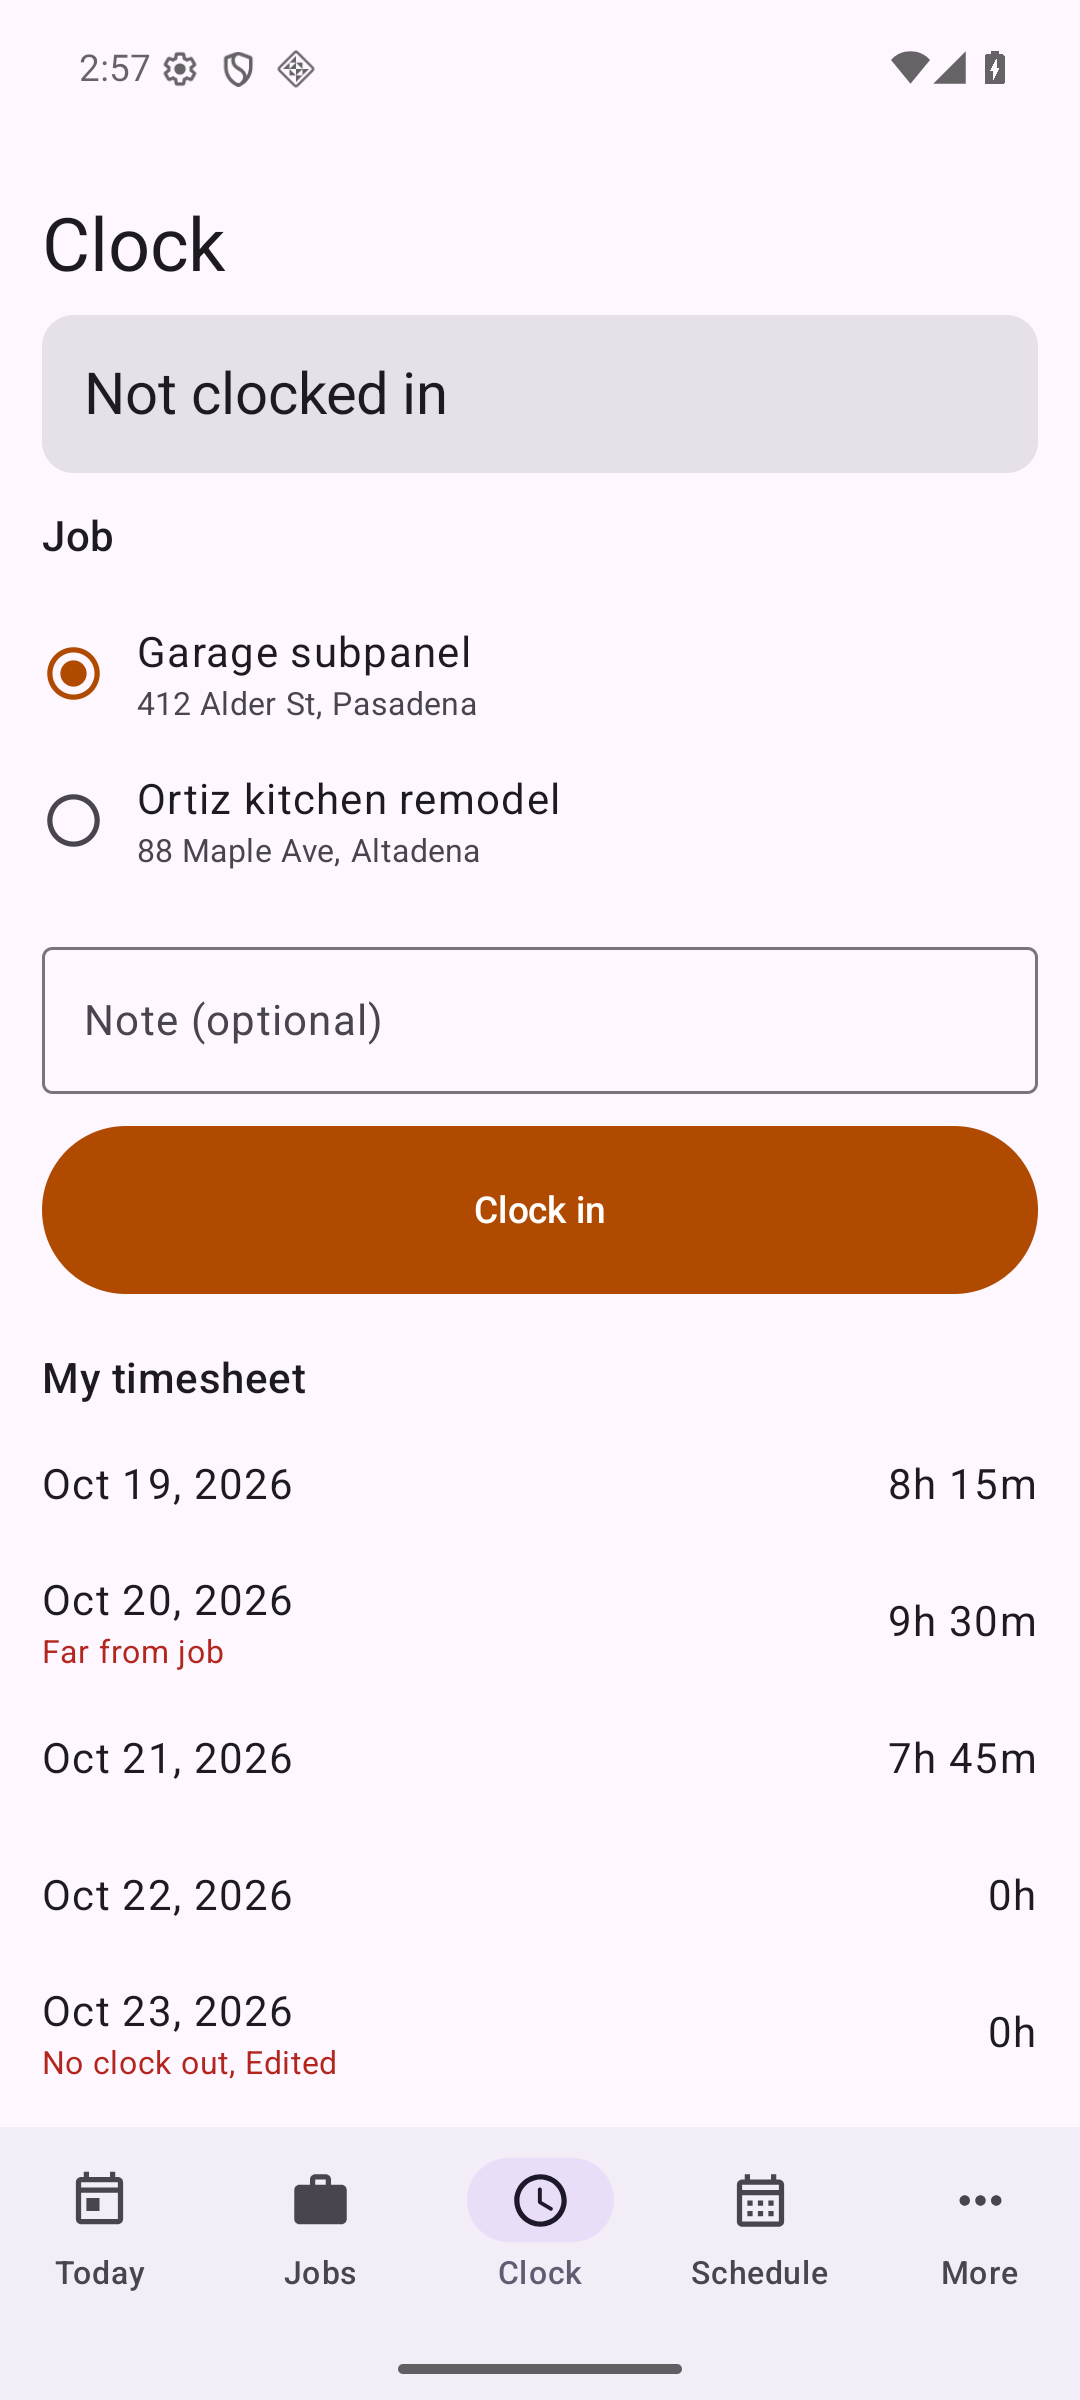 2:57
Clock
Not clocked in
Job
Garage subpanel
412 Alder St, Pasadena
Ortiz kitchen remodel
88 Maple Ave, Altadena
Note (optional)
Clock in
My timesheet
Oct 19, 2026 8h 15m
Oct 20, 2026 9h 30m
Far from job
Oct 21, 2026 7h 45m
Oct 22, 2026 0h
Oct 23, 2026 0h
No clock out, Edited
Today Jobs Clock Schedule More